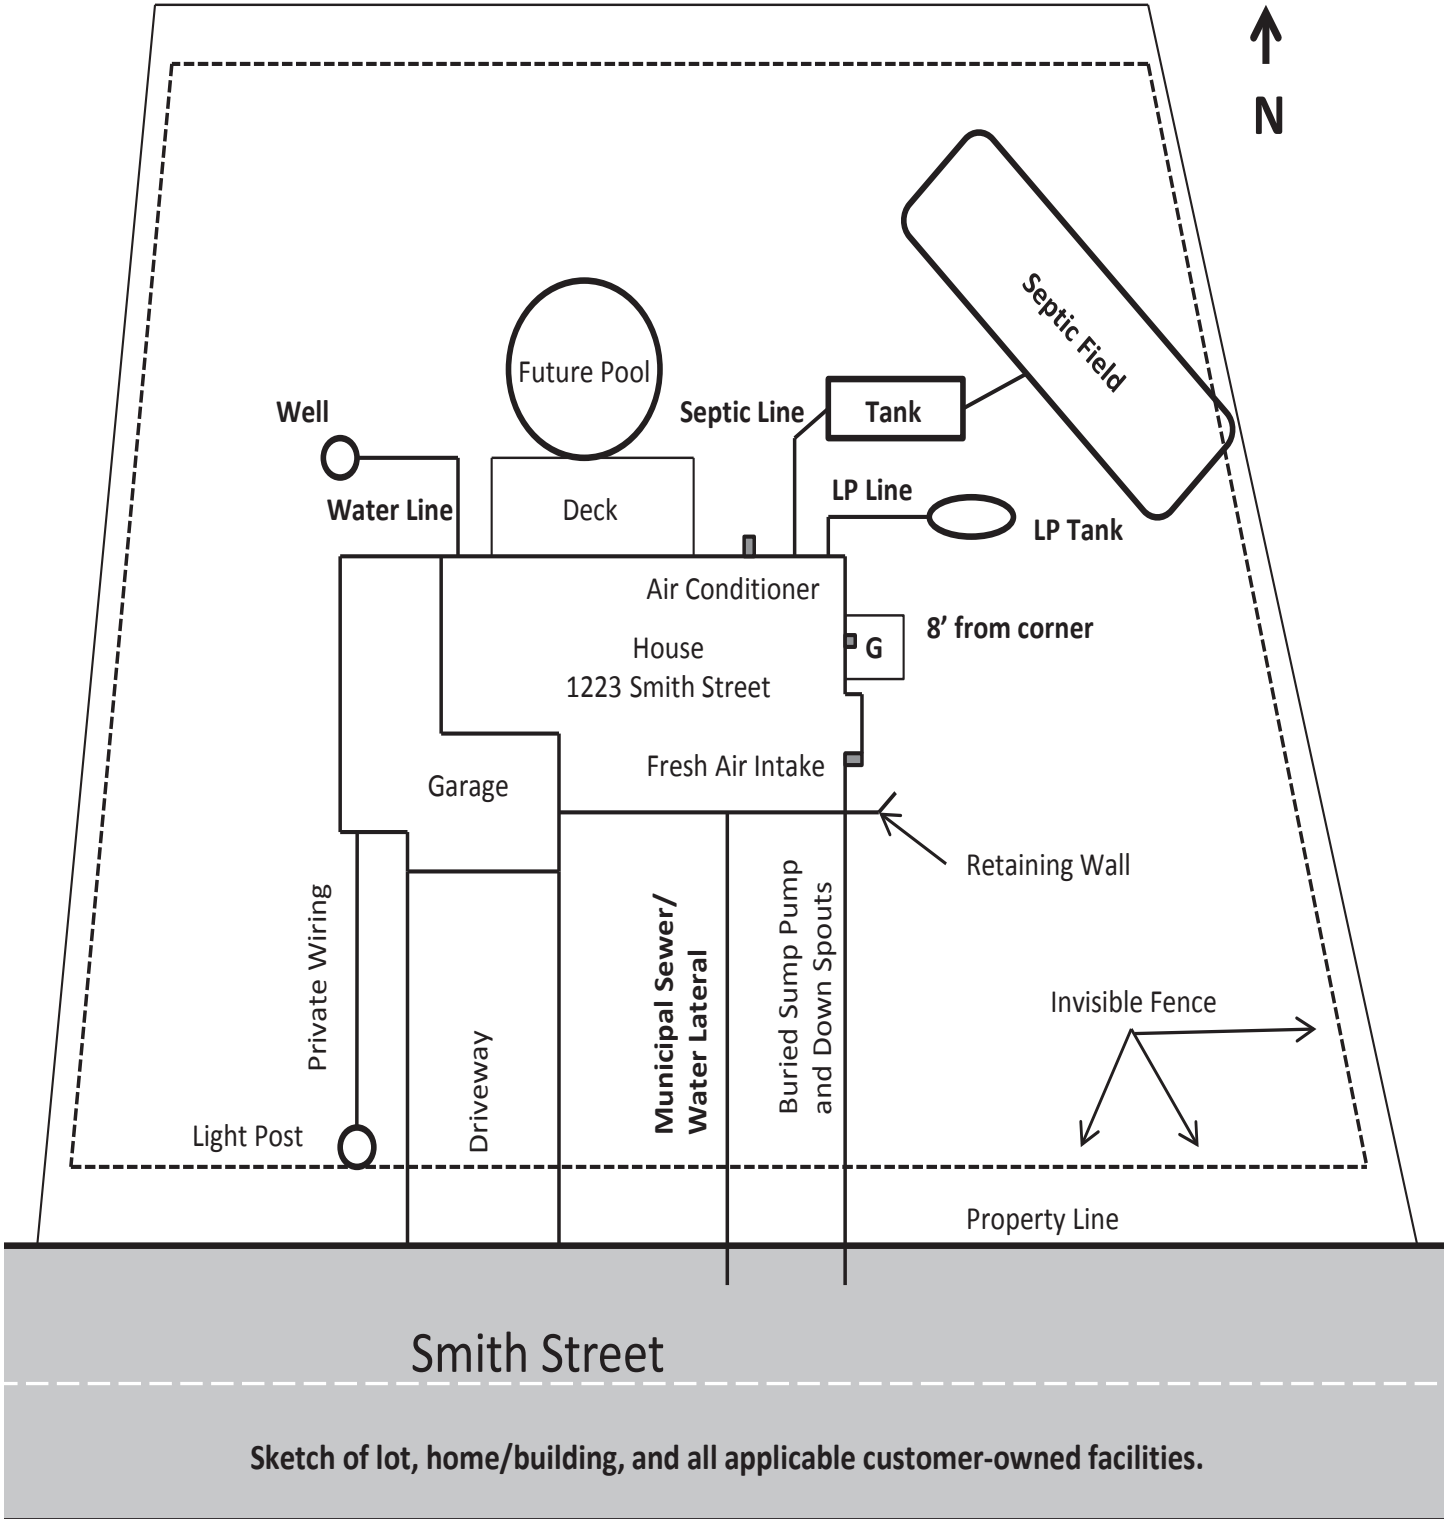 N
Septic Field
Future Pool
Well
Septic Line
Tank
LP Line
Water Line
Deck
LP Tank
Air Conditioner
8’ from corner
House
G
1223 Smith Street
Fresh Air Intake
Garage
Retaining Wall
Private Wiring
Municipal Sewer/
Water Lateral
Buried Sump Pump
and Down Spouts
Invisible Fence
Driveway
Light Post
Property Line
Smith Street
Sketch of lot, home/building, and all applicable customer-owned facilities.